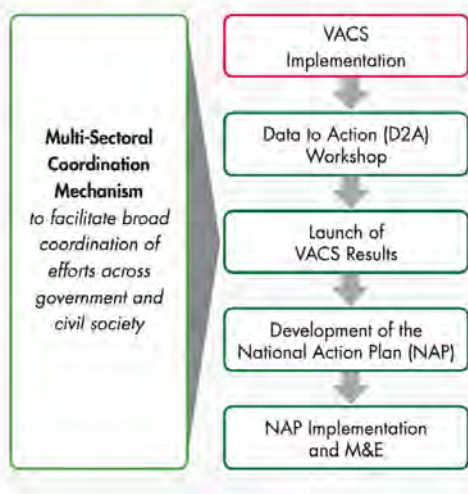 Multi-Sectoral
Coordination
Mechanism
to facilitate broad
coordination of
efforts across
government and
civil society
VACS
Implementation
Data to Action (D2A)
Workshop
Launch of
VACS Results
Development of the
National Action Plan (NAP)
NAP Implementation
and M&E